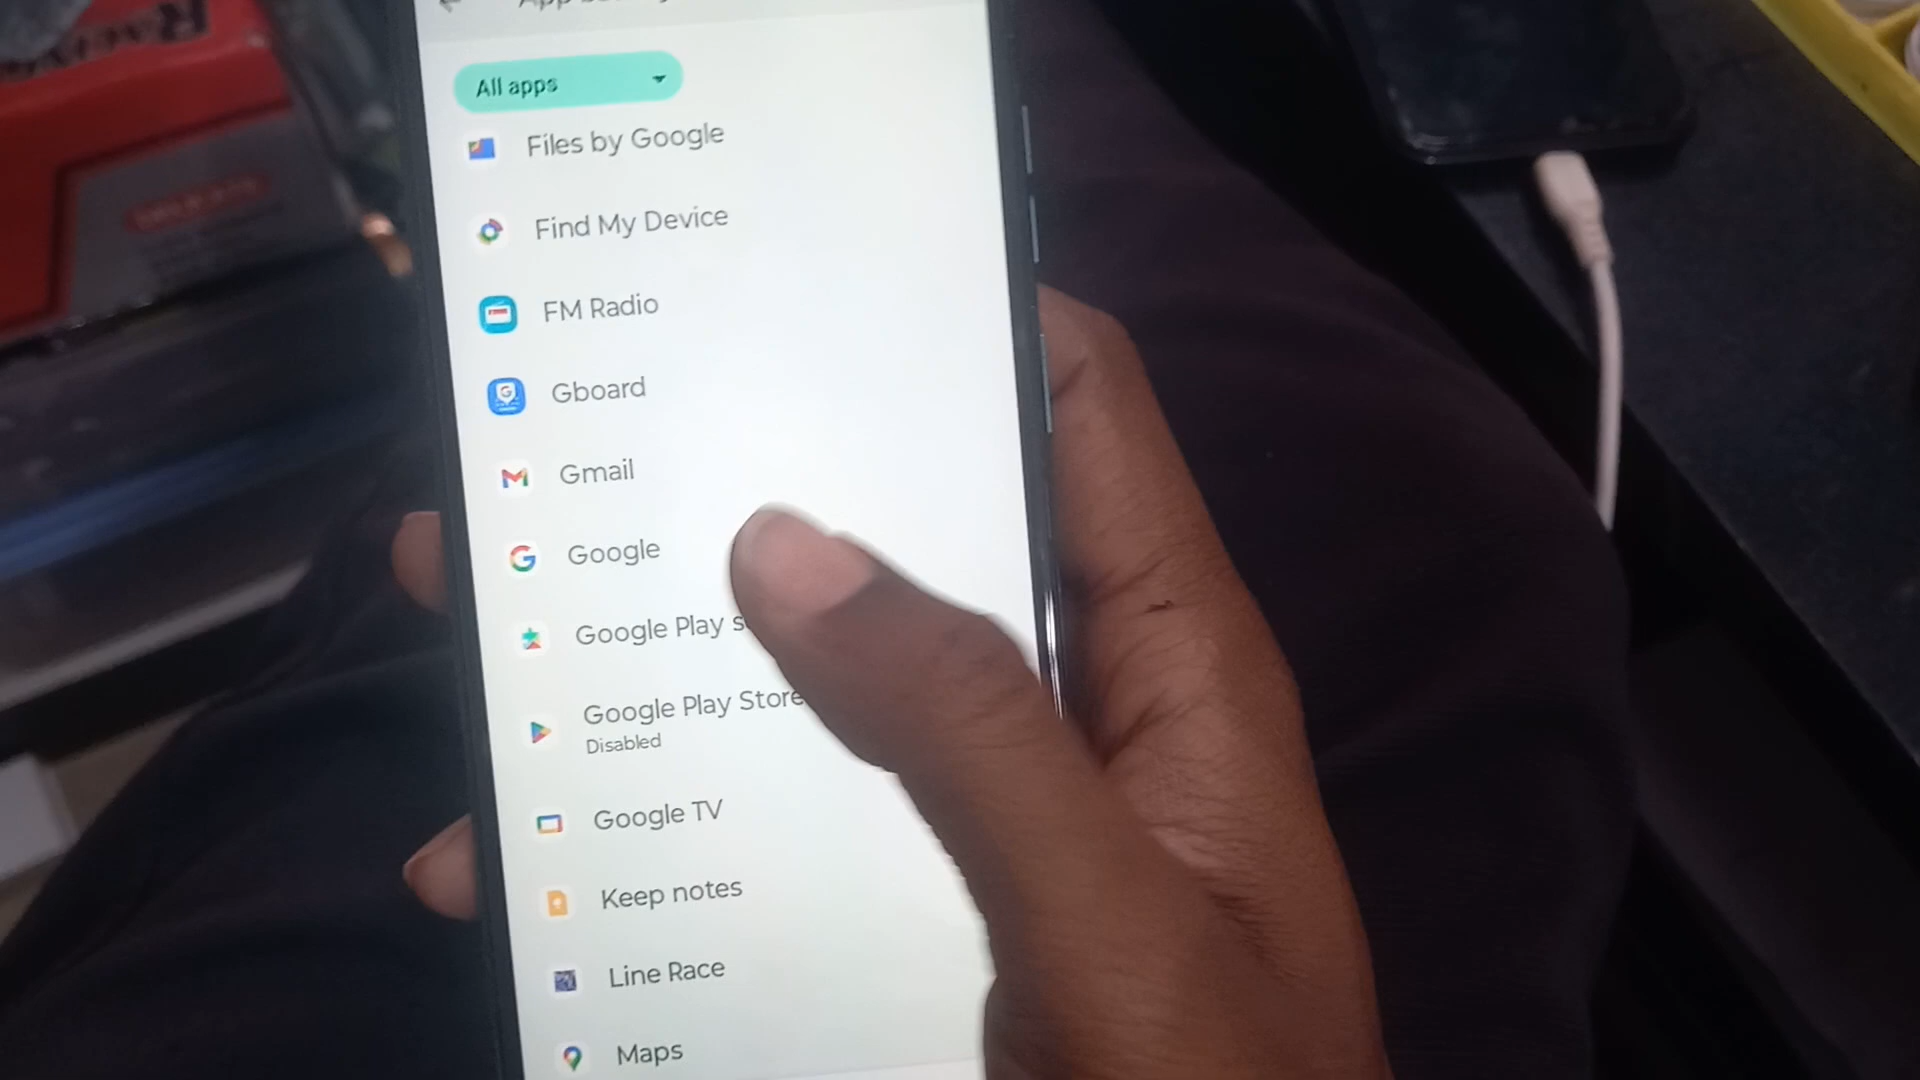 All apps
Files by Google
Find My Device
FM Radio
Gboard
Gmail
Google
Google Play s
Google Play Store
Disabled
Google TV
Keep notes
Line Race
Maps